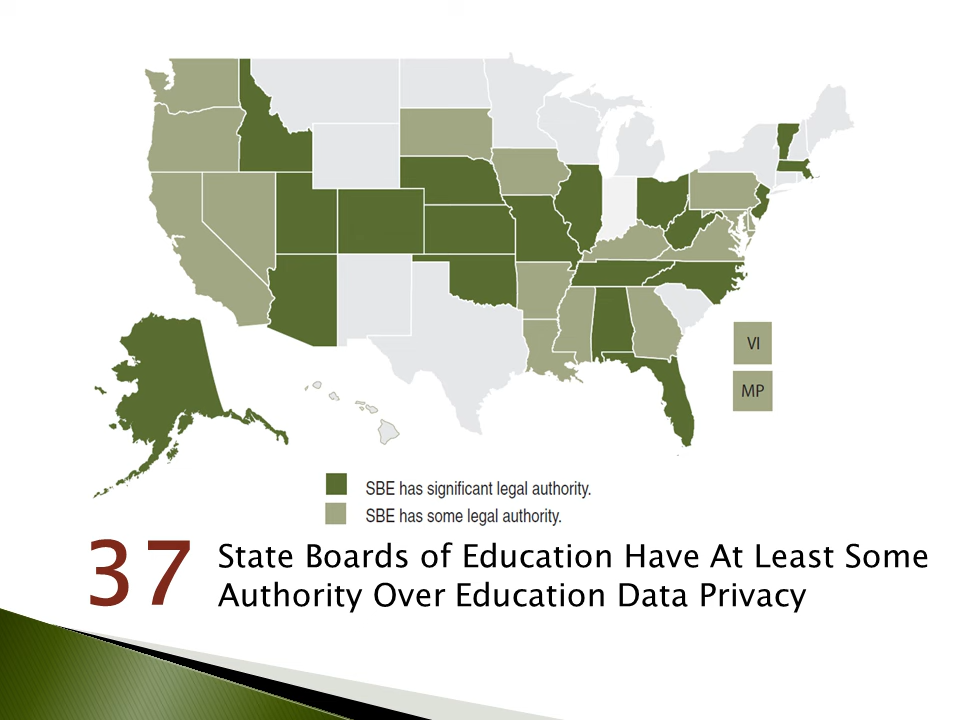 VI
MP
SBE has significant legal authority.
SBE has some legal authority.
37
State Boards of Education Have At Least Some
Authority Over Education Data Privacy